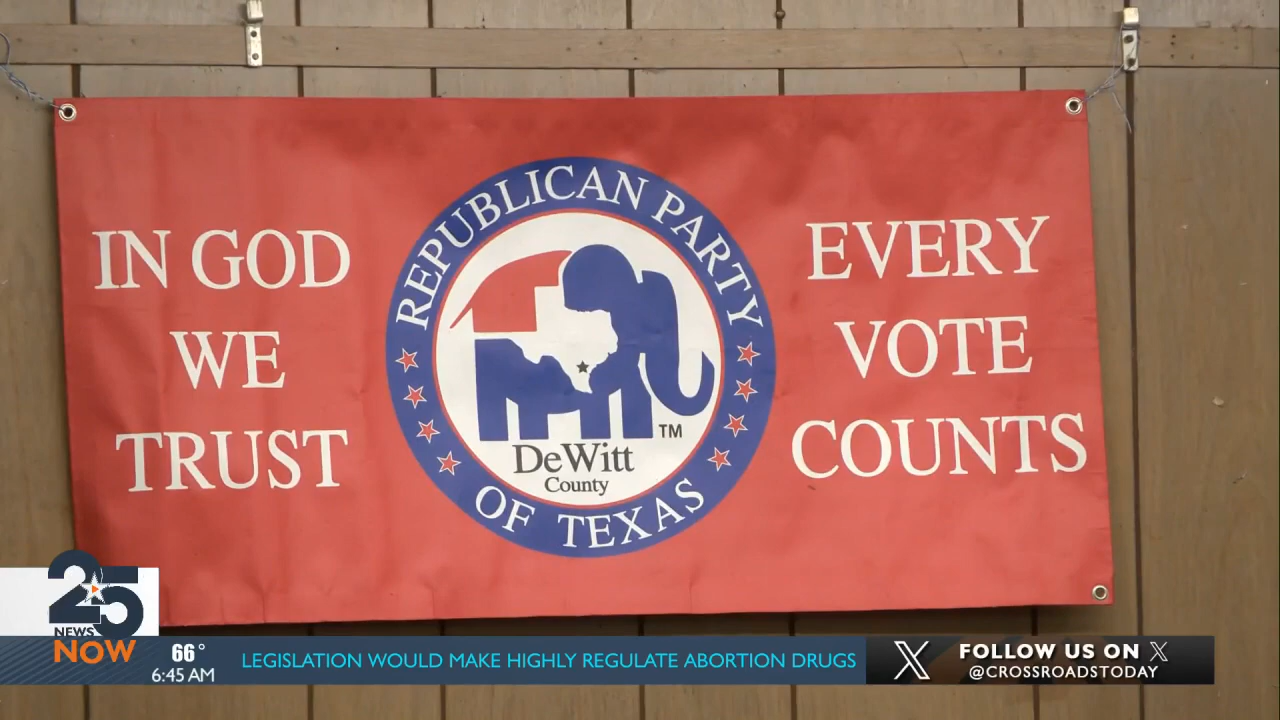 IN GOD
WE
TRUST
REPUBLICAN PARTY
OF TEXAS
DeWitt
County
TM
EVERY
VOTE
COUNTS
25
NEWS
NOW
66°
6:45 AM
LEGISLATION WOULD MAKE HIGHLY REGULATE ABORTION DRUGS
X
FOLLOW US ON X
@CROSSROADSTODAY